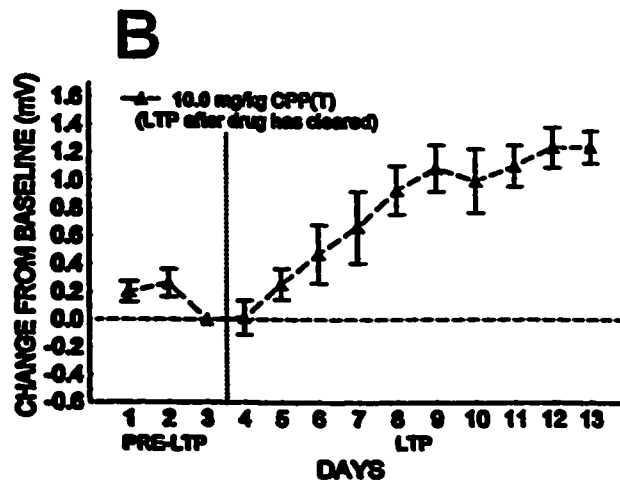 B
CHANGE FROM BASELINE (mV)
1.6
1.4
1.2
1.0
0.8
0.6
0.4
0.2
0.0
-0.2
-0.4
-0.6
10.0 mg/kg CPP(T)
(LTP after drug has cleared)
1 2 3 4 5 6 7 8 9 10 11 12 13
PRE-LTP LTP
DAYS